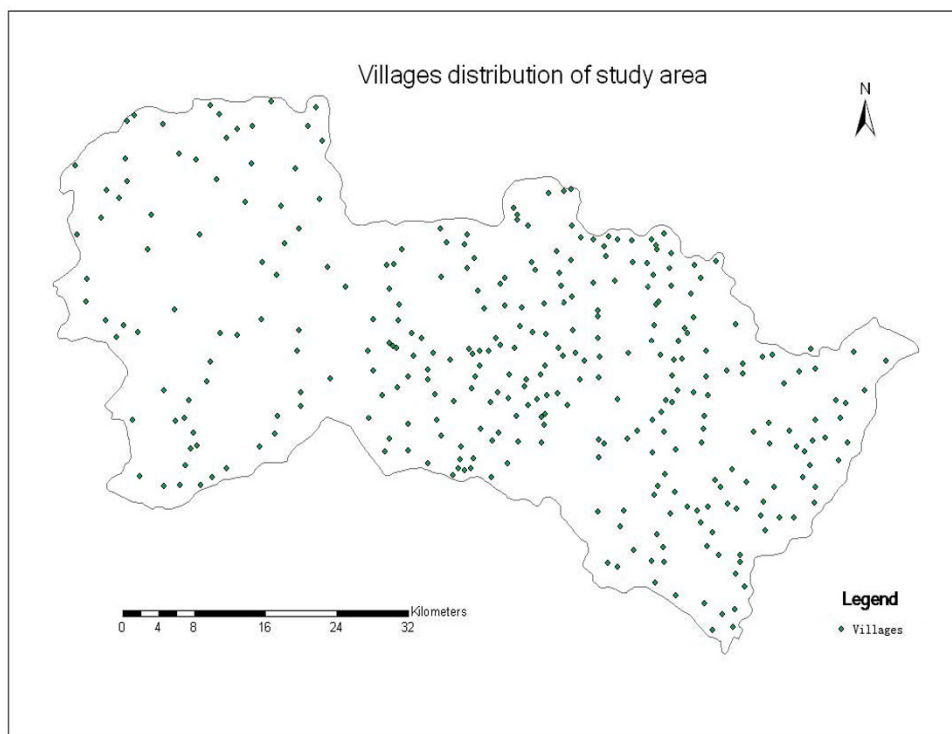 Villages distribution of study area
N
Kilometers
0 4 8 16 24 32
Legend
Villages